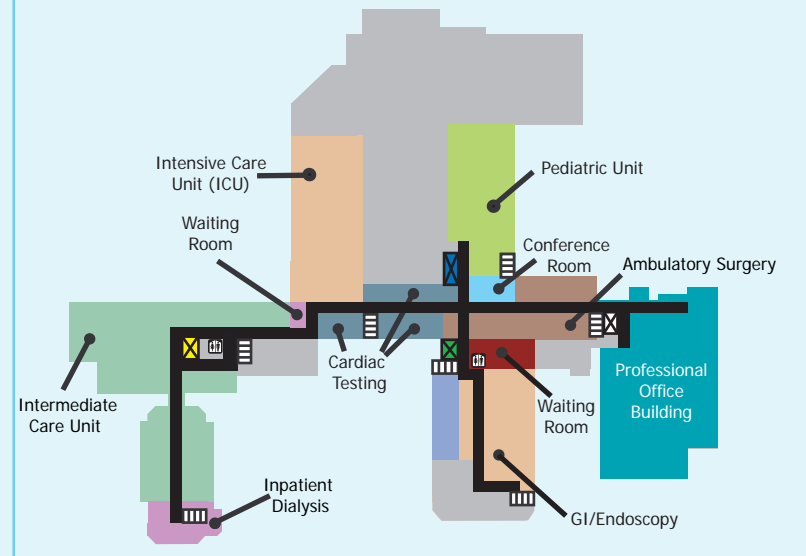 Intensive Care
Unit (ICU)
Pediatric Unit
Waiting
Room
Conference
Room
Ambulatory Surgery
Cardiac
Testing
Professional
Office
Building
Intermediate
Care Unit
Waiting
Room
Inpatient
Dialysis
GI/Endoscopy